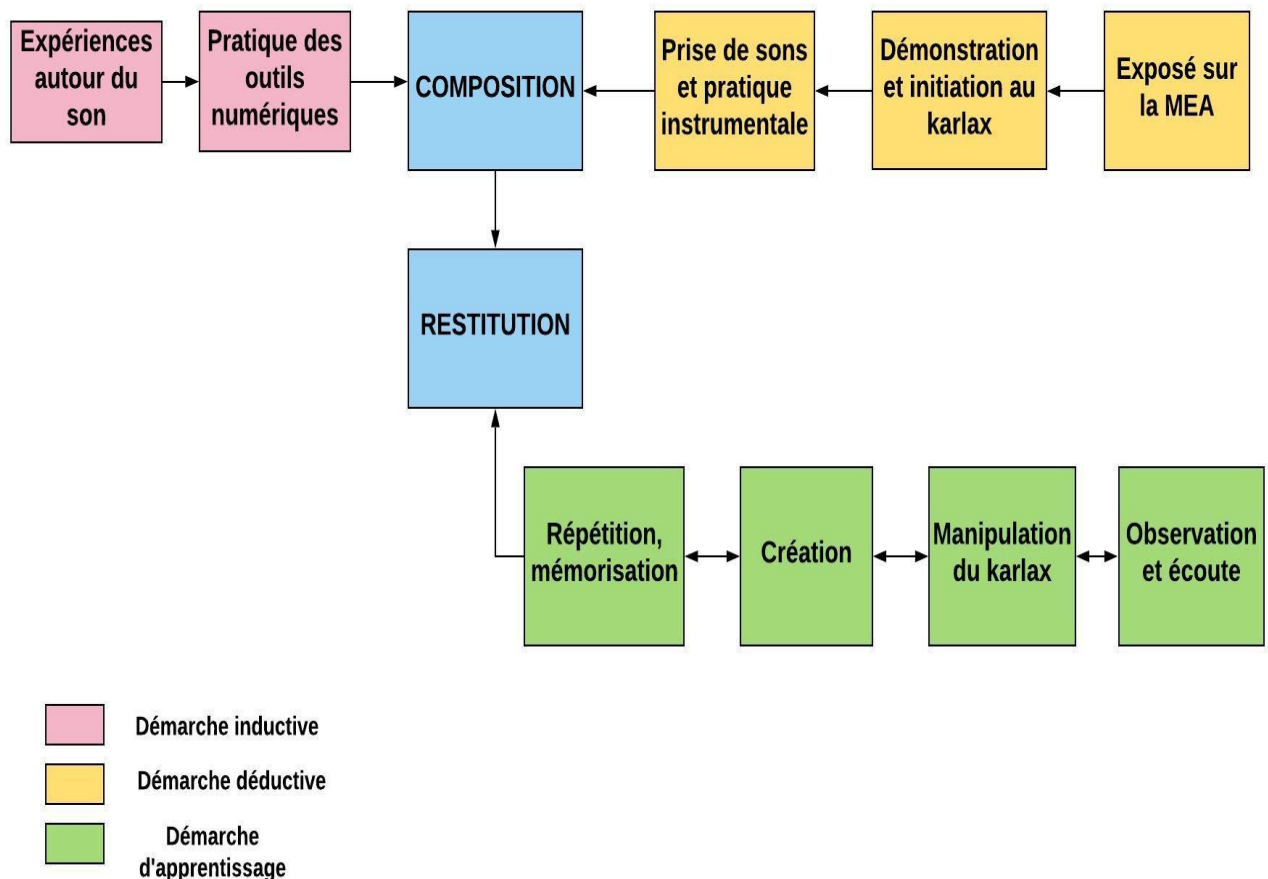 Expériences
autour du
son
Pratique des
outils
numériques
COMPOSITION
Prise de sons
et pratique
instrumentale
Démonstration
et initiation au
karlax
Exposé sur
la MEA
RESTITUTION
Répétition,
mémorisation
Création
Manipulation
du karlax
Observation
et écoute
Démarche inductive
Démarche déductive
Démarche
d'apprentissage